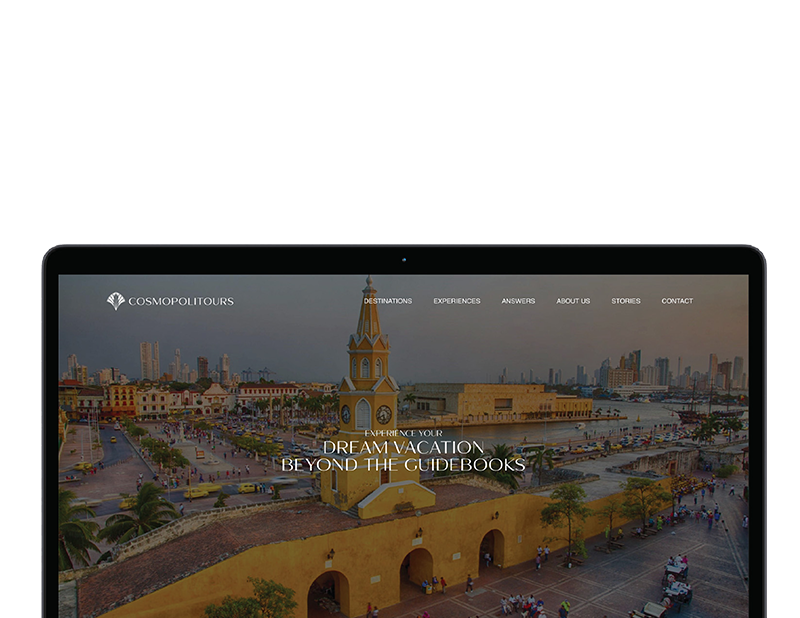 COSMOPOLITOURS
DESTINATIONS EXPERIENCES ANSWERS ABOUT US STORIES CONTACT
EXPERIENCE YOUR
DREAM VACATION
BEYOND THE GUIDEBOOKS